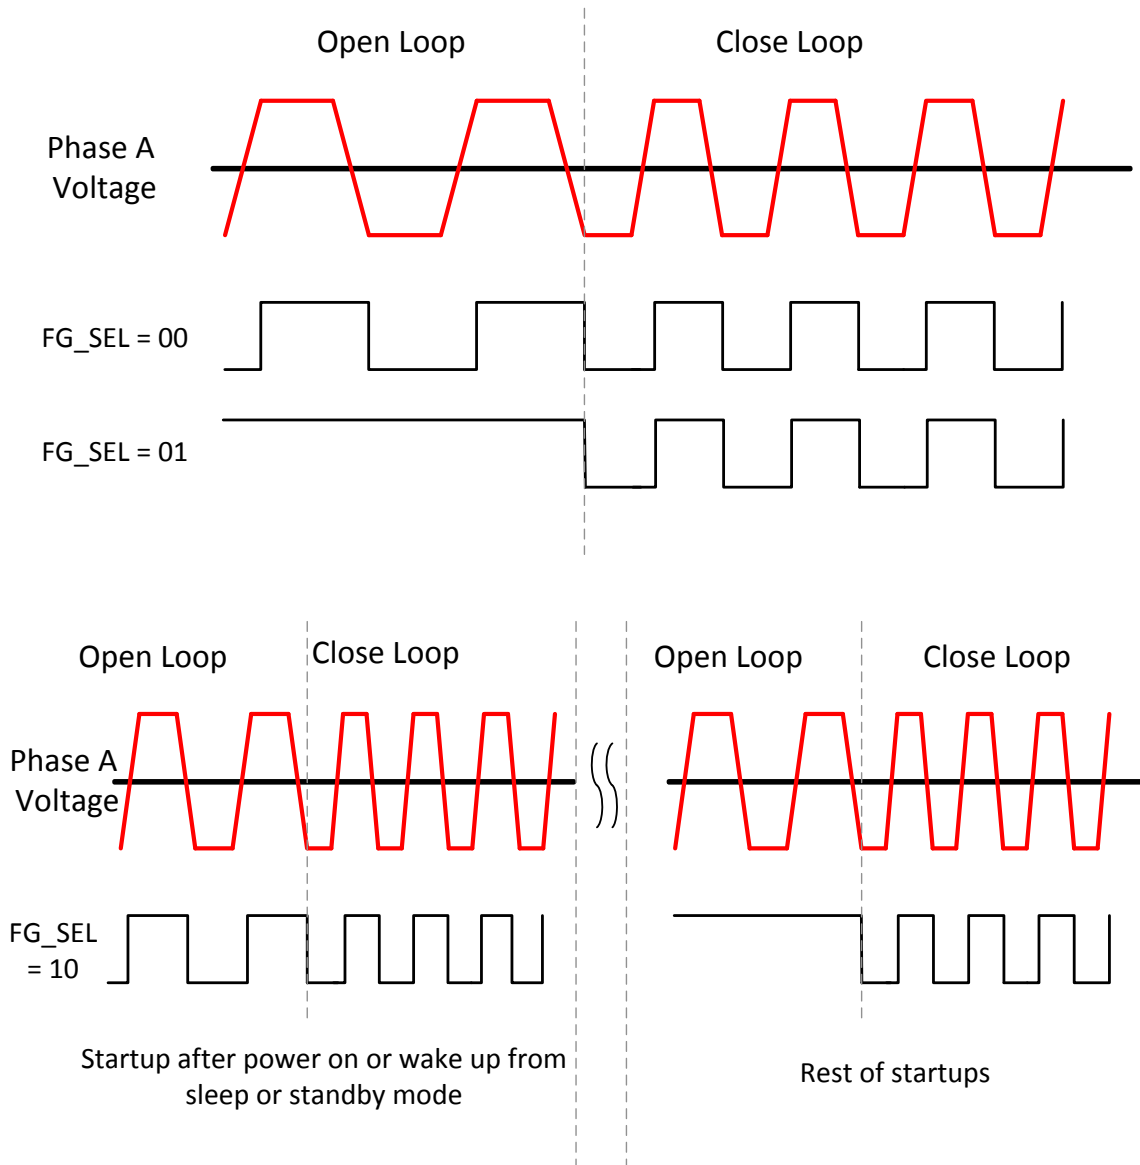 Open Loop
Close Loop
Phase A
Voltage
FG_SEL = 00
FG_SEL = 01
Open Loop
Close Loop
Open Loop
Close Loop
Phase A
Voltage
FG_SEL
= 10
Startup after power on or wake up from
sleep or standby mode
Rest of startups